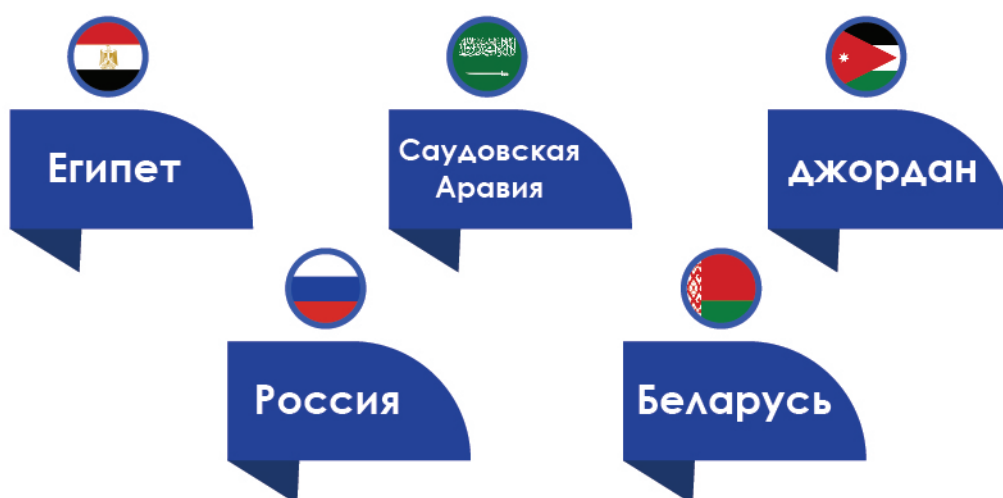 Египет
Саудовская
Аравия
джордан
Россия
Беларусь